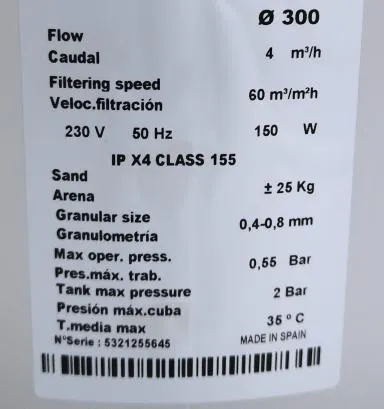 Ø 300
Flow
Caudal 4 m³/h
Filtering speed
Veloc.filtración 60 m³/m²h
230 V 50 Hz 150 W
IP X4 CLASS 155
Sand
Arena ± 25 Kg
Granular size
Granulometría 0,4-0,8 mm
Max oper. press.
Pres.máx. trab. 0,55 Bar
Tank max pressure
Presión máx.cuba 2 Bar
T.media max 35 º C
NºSerie : 5321255645 MADE IN SPAIN